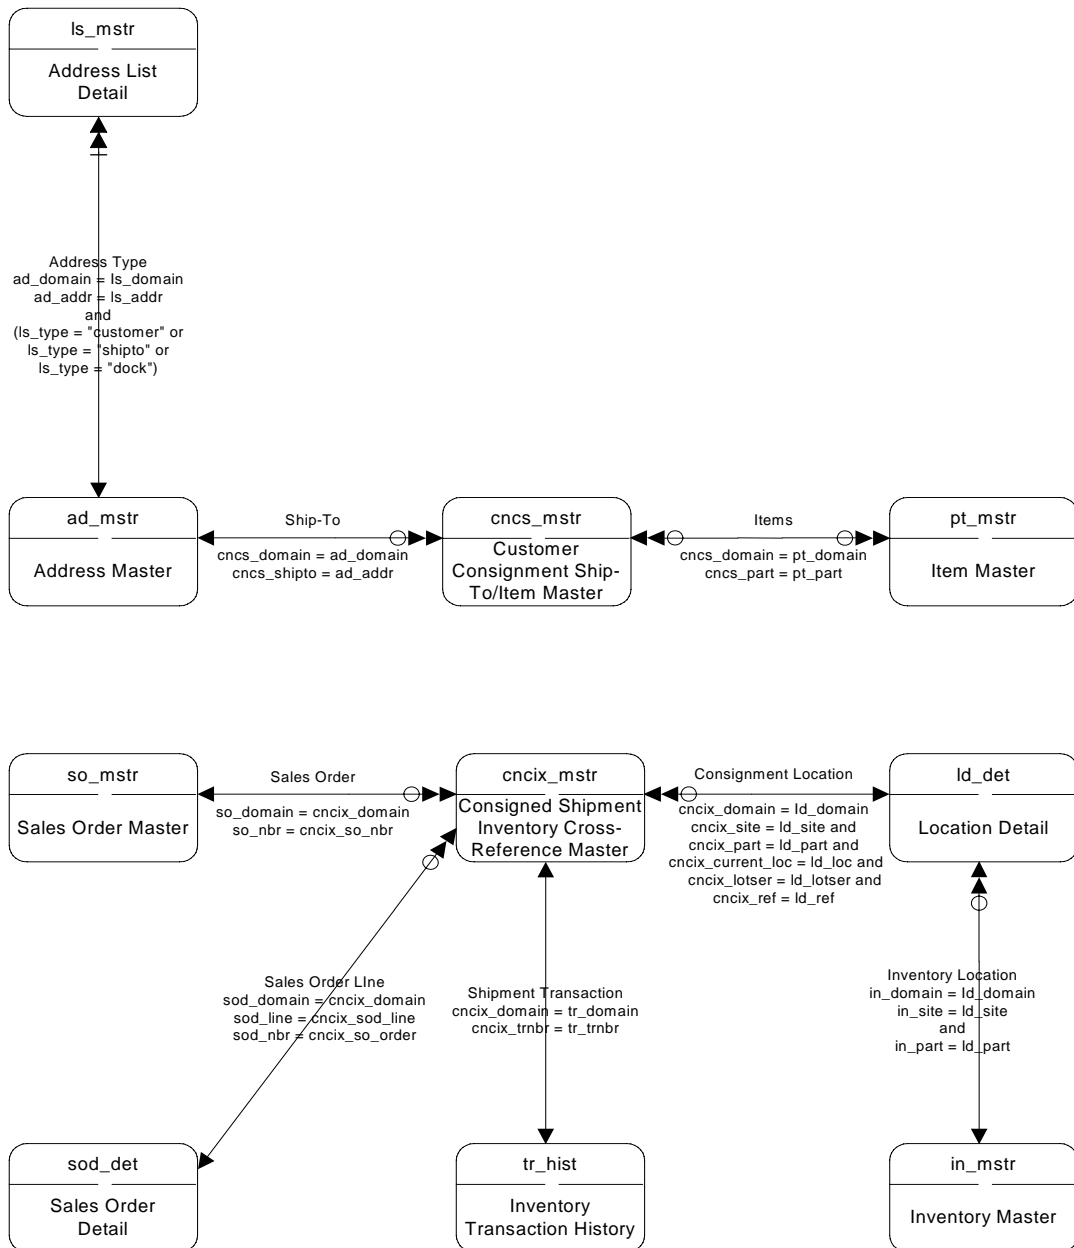 ls_mstr
Address List
Detail
Address Type
ad_domain = ls_domain
ad_addr = ls_addr
and
(ls_type = "customer" or
ls_type = "shipto" or
ls_type = "dock")
ad_mstr
Address Master
Ship-To
cncs_domain = ad_domain
cncs_shipto = ad_addr
cncs_mstr
Customer
Consignment Ship-
To/Item Master
Items
cncs_domain = pt_domain
cncs_part = pt_part
pt_mstr
Item Master
so_mstr
Sales Order Master
Sales Order
so_domain = cncix_domain
so_nbr = cncix_so_nbr
cncix_mstr
Consigned Shipment
Inventory Cross-
Reference Master
Consignment Location
cncix_domain = ld_domain
cncix_site = ld_site and
cncix_part = ld_part and
cncix_current_loc = ld_loc and
cncix_lotser = ld_lotser and
cncix_ref = ld_ref
ld_det
Location Detail
Sales Order LIne
sod_domain = cncix_domain
sod_line = cncix_sod_line
sod_nbr = cncix_so_order
Shipment Transaction
cncix_domain = tr_domain
cncix_trnbr = tr_trnbr
Inventory Location
in_domain = ld_domain
in_site = ld_site
and
in_part = ld_part
sod_det
Sales Order
Detail
tr_hist
Inventory
Transaction History
in_mstr
Inventory Master